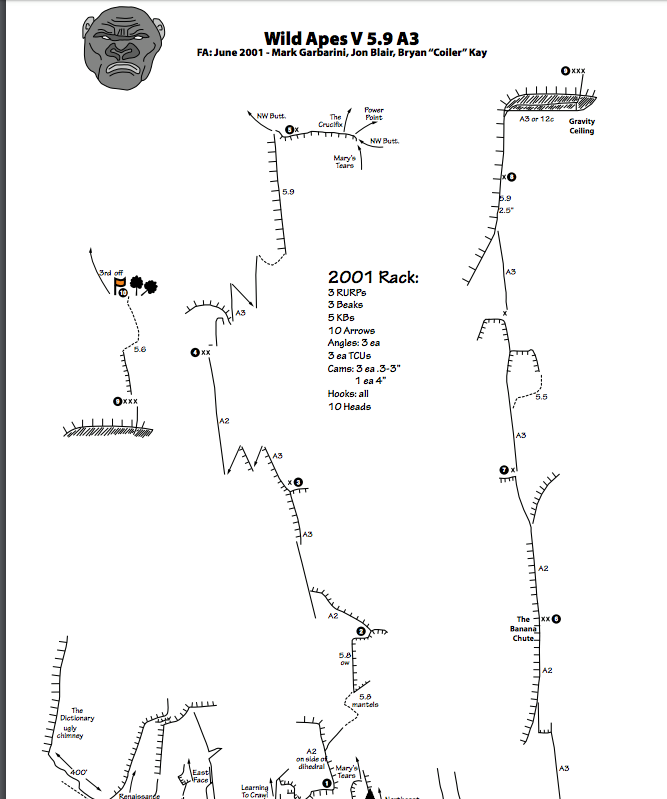 Wild Apes V 5.9 A3
FA: June 2001 - Mark Garbarini, Jon Blair, Bryan “Coiler” Kay
9 xxx
A3 or 12c
Gravity
Ceiling
NW Butt.
5 x
The
Crucifix
Power
Point
NW Butt.
Mary's
Tears
5.9
x 8
5.9
2.5"
A3
x
3rd off
10
5.6
9 xxx
A3
4 xx
A2
2001 Rack:
3 RURPs
3 Beaks
5 KBs
10 Arrows
Angles: 3 ea
3 ea TCUs
Cams: 3 ea .3-3"
1 ea 4"
Hooks: all
10 Heads
5.5
A3
7 x
A3
x 3
A3
A2
2
5.8
ow
5.8
mantels
A2
The
Banana
Chute
xx 6
A2
A3
The
Dictionary
ugly
chimney
400'
Renaissance
East
Face
Learning
To Crawl
A2
on side of
dihedral
1
Mary's
Tears
Northeast